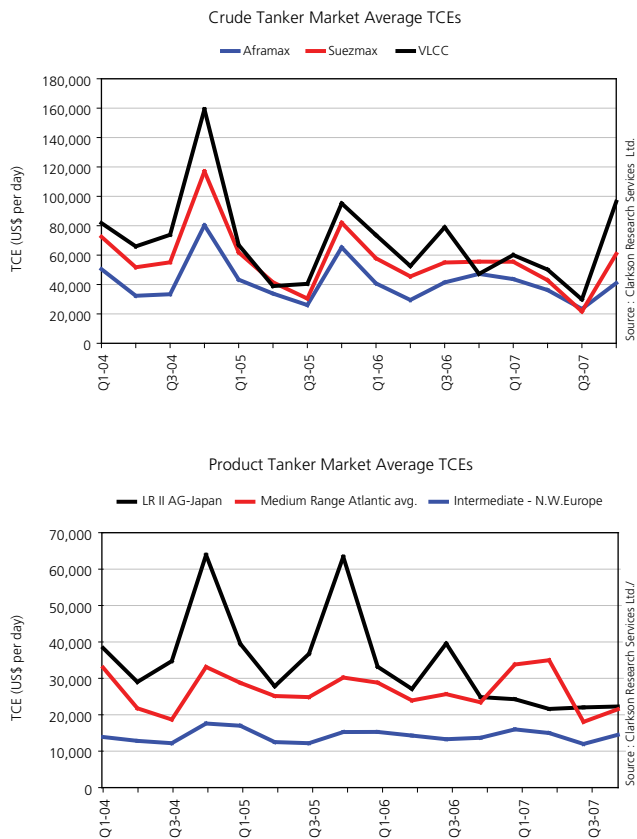 Crude Tanker Market Average TCEs
Aframax Suezmax VLCC
TCE (US$ per day)
180,000
160,000
140,000
120,000
100,000
80,000
60,000
40,000
20,000
0
Q1-04 Q3-04 Q1-05 Q3-05 Q1-06 Q3-06 Q1-07 Q3-07
Source : Clarkson Research Services Ltd.
Product Tanker Market Average TCEs
LR II AG-Japan Medium Range Atlantic avg. Intermediate - N.W.Europe
TCE (US$ per day)
70,000
60,000
50,000
40,000
30,000
20,000
10,000
0
Q1-04 Q3-04 Q1-05 Q3-05 Q1-06 Q3-06 Q1-07 Q3-07
Source : Clarkson Research Services Ltd./